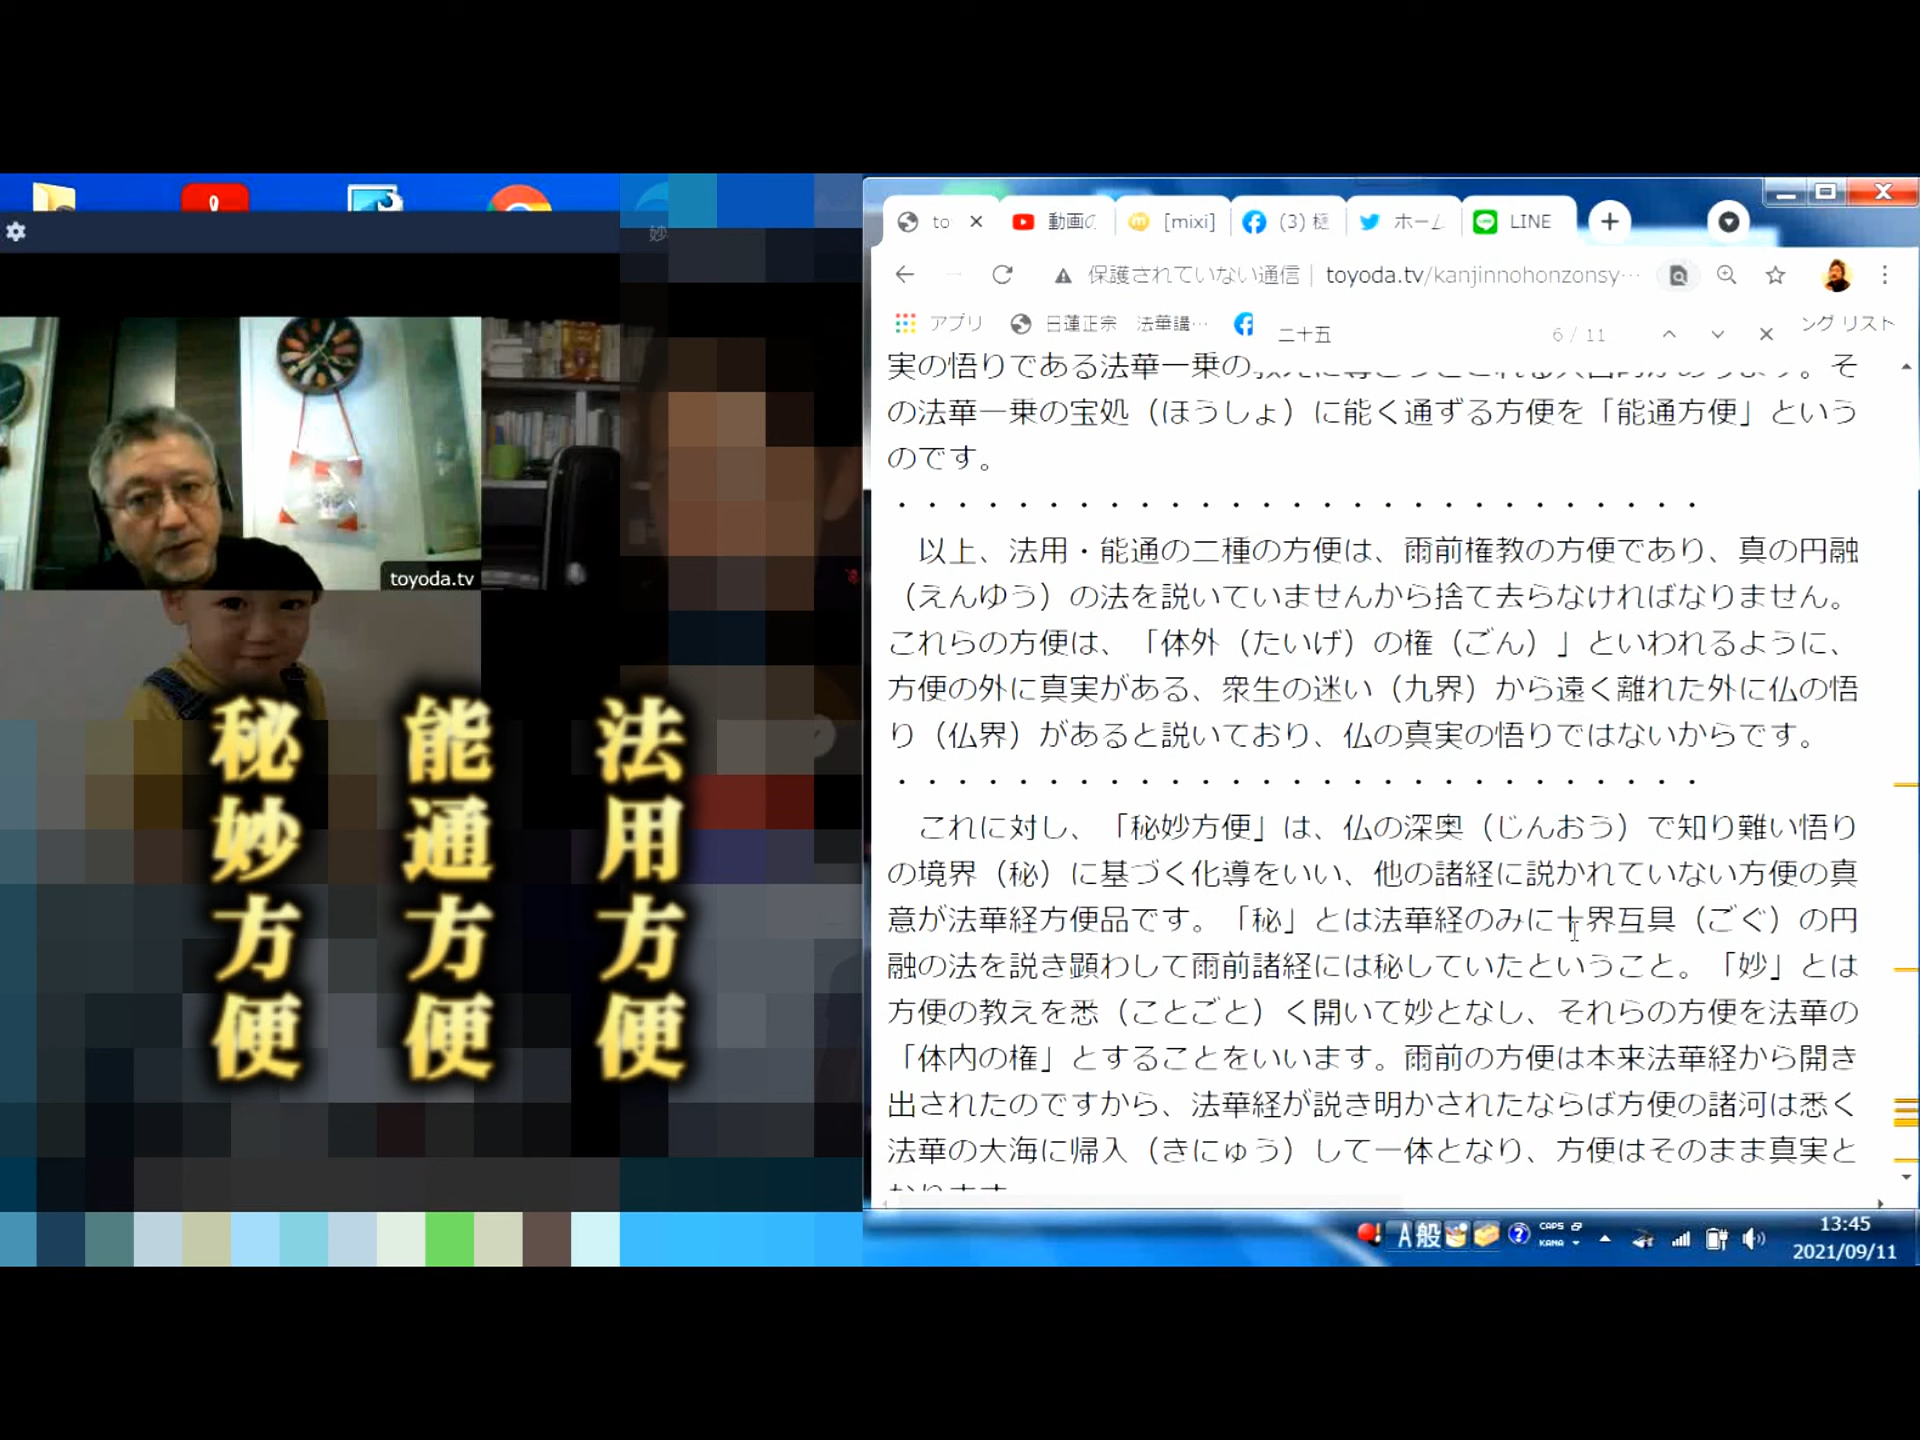 toyoda.tv
法用方便
能通方便
秘妙方便
to
動画の
[mixi]
(3) 樋
ホーム
LINE
保護されていない通信 | toyoda.tv/kanjinnohonzonsy…
アプリ
日蓮正宗 法華講…
二十五
6 / 11
ング リスト
実の悟りである法華一乗の
そ
の法華一乗の宝処（ほうしょ）に能く通ずる方便を「能通方便」という
のです。
・・・・・・・・・・・・・・・・・・・・・・・・・・・
以上、法用・能通の二種の方便は、雨前権教の方便であり、真の円融
（えんゆう）の法を説いていませんから捨て去らなければなりません。
これらの方便は、「体外（たいげ）の権（ごん）」といわれるように、
方便の外に真実がある、衆生の迷い（九界）から遠く離れた外に仏の悟
り（仏界）があると説いており、仏の真実の悟りではないからです。
・・・・・・・・・・・・・・・・・・・・・・・・・・・
これに対し、「秘妙方便」は、仏の深奥（じんおう）で知り難い悟り
の境界（秘）に基づく化導をいい、他の諸経に説かれていない方便の真
意が法華経方便品です。「秘」とは法華経のみに十界互具（ごぐ）の円
融の法を説き顕わして雨前諸経には秘していたということ。「妙」とは
方便の教えを悉（ことごと）く開いて妙となし、それらの方便を法華の
「体内の権」とすることをいいます。雨前の方便は本来法華経から開き
出されたのですから、法華経が説き明かされたならば方便の諸河は悉く
法華の大海に帰入（きにゅう）して一体となり、方便はそのまま真実と
A般
CAPS
KANA
13:45
2021/09/11